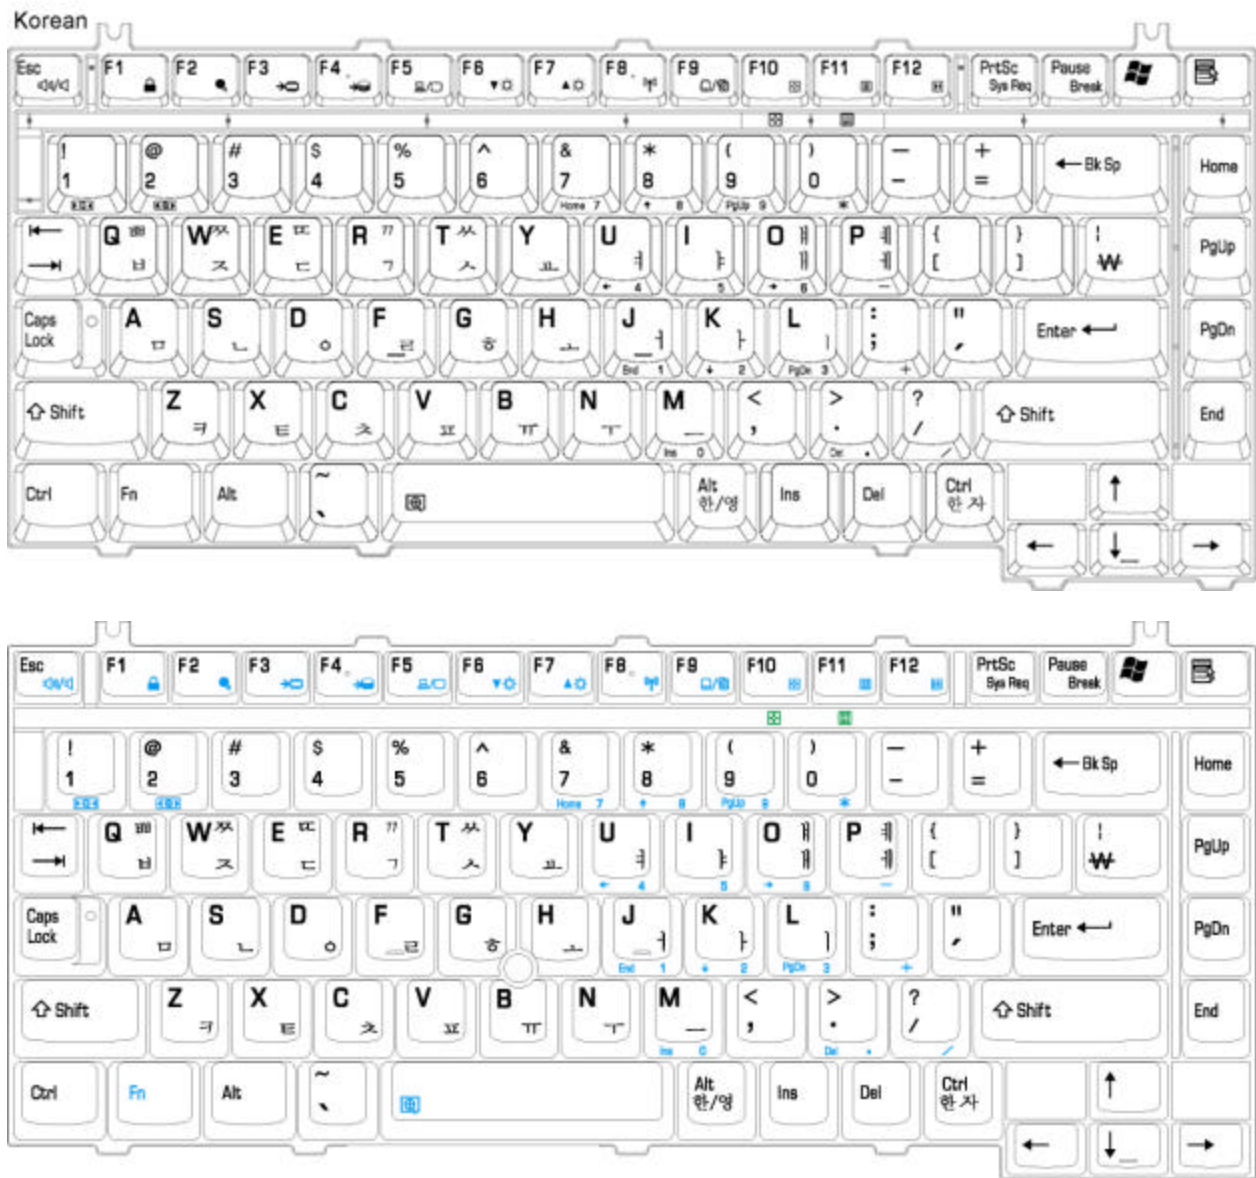 Korean
Esc F1 F2 F3 F4 F5 F6 F7 F8 F9 F10 F11 F12 PrtSc Sys Req Pause Break
! 1 @ 2 # 3 $ 4 % 5 ^ 6 & 7 * 8 ( 9 ) 0 — - + = ← Bk Sp Home
Home 7 ↑ 8 PgUp 9 *
Q ㅃ ㅂ W ㅉ ㅈ E ㄸ ㄷ R ㄲ ㄱ T ㅆ ㅅ Y ㅛ U ㅕ I ㅑ O ㅒ ㅐ P ㅖ ㅔ { [ } ] ¦ ₩ PgUp
← 4 5 → 6 —
Caps Lock A ㅁ S ㄴ D ㅇ F ㄹ G ㅎ H ㅗ J ㅓ K ㅏ L ㅣ : ; " ' Enter PgDn
End 1 ↓ 2 PgDn 3 +
Shift Z ㅋ X ㅌ C ㅊ V ㅍ B ㅠ N ㅜ M ㅡ < , > . ? / Shift End
Ins 0 Del . /
Ctrl Fn Alt ~ ` Alt 한/영 Ins Del Ctrl 한자 ↑
← ↓ →
Esc F1 F2 F3 F4 F5 F6 F7 F8 F9 F10 F11 F12 PrtSc Sys Req Pause Break
! 1 @ 2 # 3 $ 4 % 5 ^ 6 & 7 * 8 ( 9 ) 0 — - + = ← Bk Sp Home
Home 7 ↑ 8 PgUp 9 *
Q ㅃ ㅂ W ㅉ ㅈ E ㄸ ㄷ R ㄲ ㄱ T ㅆ ㅅ Y ㅛ U ㅕ I ㅑ O ㅒ ㅐ P ㅖ ㅔ { [ } ] ¦ ₩ PgUp
← 4 5 → 6 —
Caps Lock A ㅁ S ㄴ D ㅇ F ㄹ G ㅎ H ㅗ J ㅓ K ㅏ L ㅣ : ; " ' Enter PgDn
End 1 ↓ 2 PgDn 3 +
Shift Z ㅋ X ㅌ C ㅊ V ㅍ B ㅠ N ㅜ M ㅡ < , > . ? / Shift End
Ins 0 Del . /
Ctrl Fn Alt ~ ` Alt 한/영 Ins Del Ctrl 한자 ↑
← ↓ →